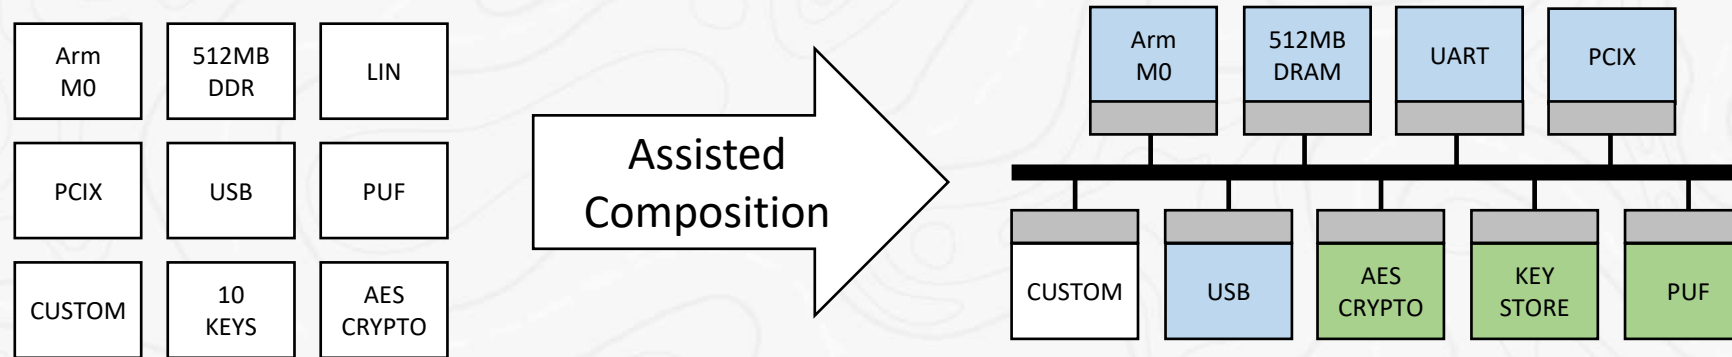 Arm
M0
512MB
DDR
LIN
PCIX
USB
PUF
CUSTOM
10
KEYS
AES
CRYPTO
Assisted
Composition
Arm
M0
512MB
DRAM
UART
PCIX
CUSTOM
USB
AES
CRYPTO
KEY
STORE
PUF